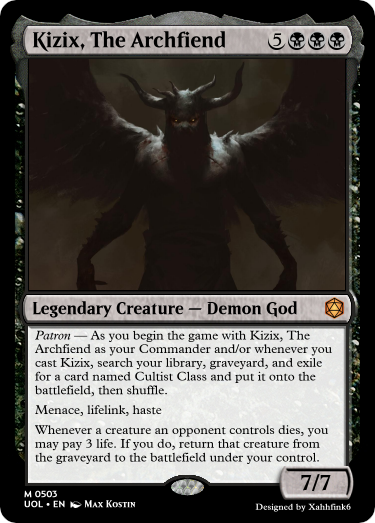 Kizix, The Archfiend 5
Legendary Creature — Demon God
Patron — As you begin the game with Kizix, The
Archfiend as your Commander and/or whenever you
cast Kizix, search your library, graveyard, and exile
for a card named Cultist Class and put it onto the
battlefield, then shuffle.
Menace, lifelink, haste
Whenever a creature an opponent controls dies, you
may pay 3 life. If you do, return that creature from
the graveyard to the battlefield under your control.
7/7
M 0503
UOL • EN Max Kostin
Designed by Xahhfink6